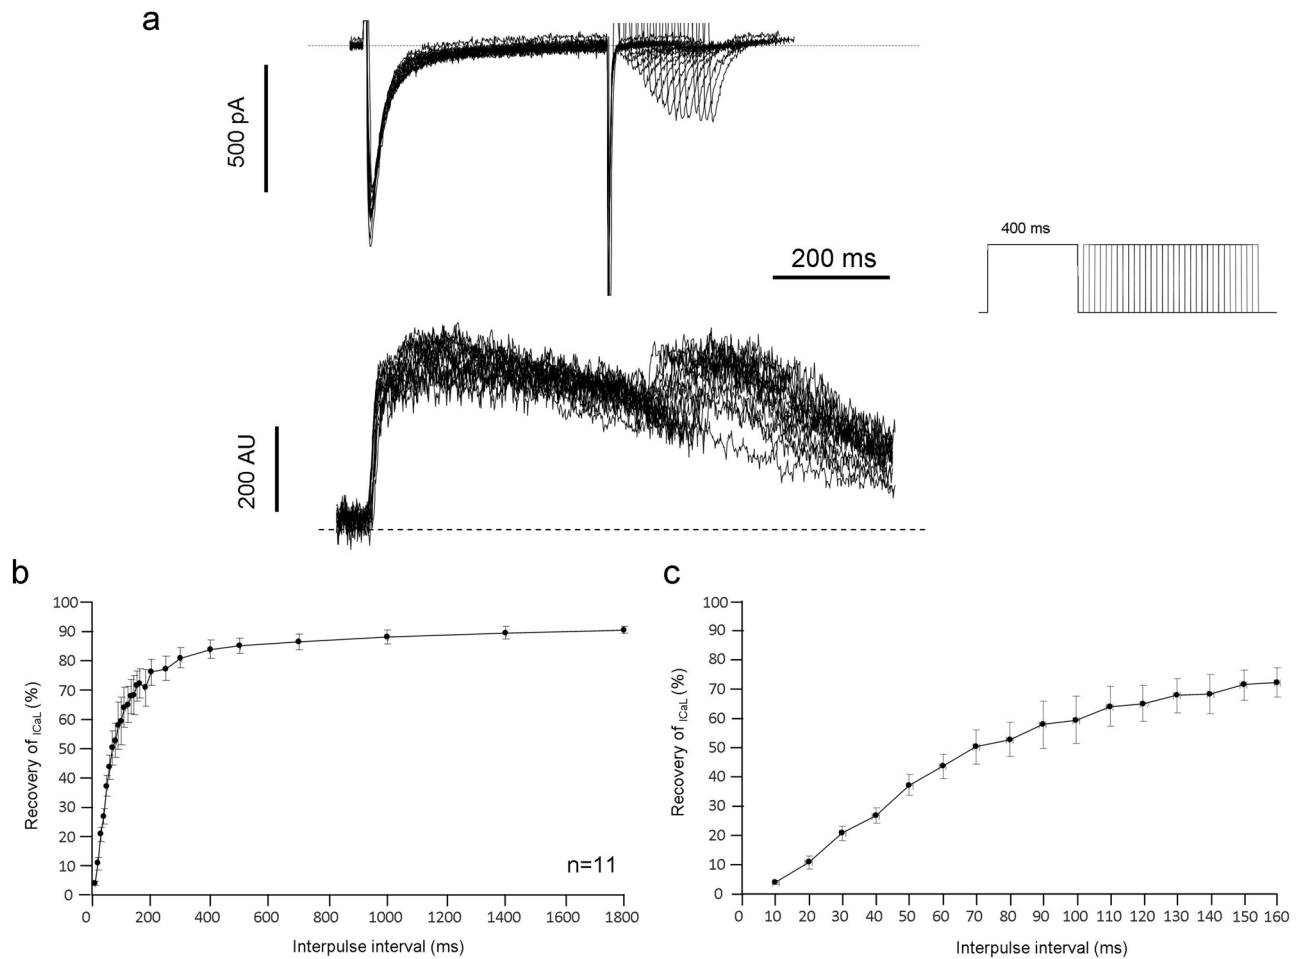 a
500 pA
200 ms
400 ms
200 AU
b
100
90
80
70
60
50
40
30
20
10
0
Recovery of ICaL (%)
n=11
0 200 400 600 800 1000 1200 1400 1600 1800
Interpulse interval (ms)
c
100
90
80
70
60
50
40
30
20
10
0
Recovery of ICaL (%)
0 10 20 30 40 50 60 70 80 90 100 110 120 130 140 150 160
Interpulse interval (ms)